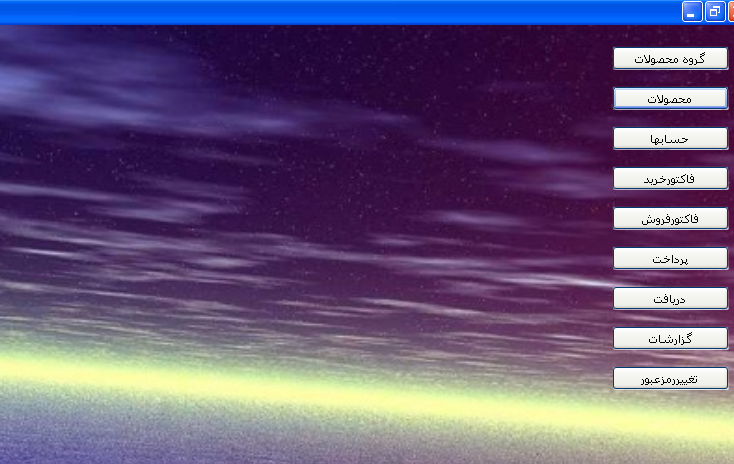 گروه محصولات
محصولات
حسابها
فاکتورخرید
فاکتورفروش
پرداخت
دریافت
گزارشات
تغییررمزعبور